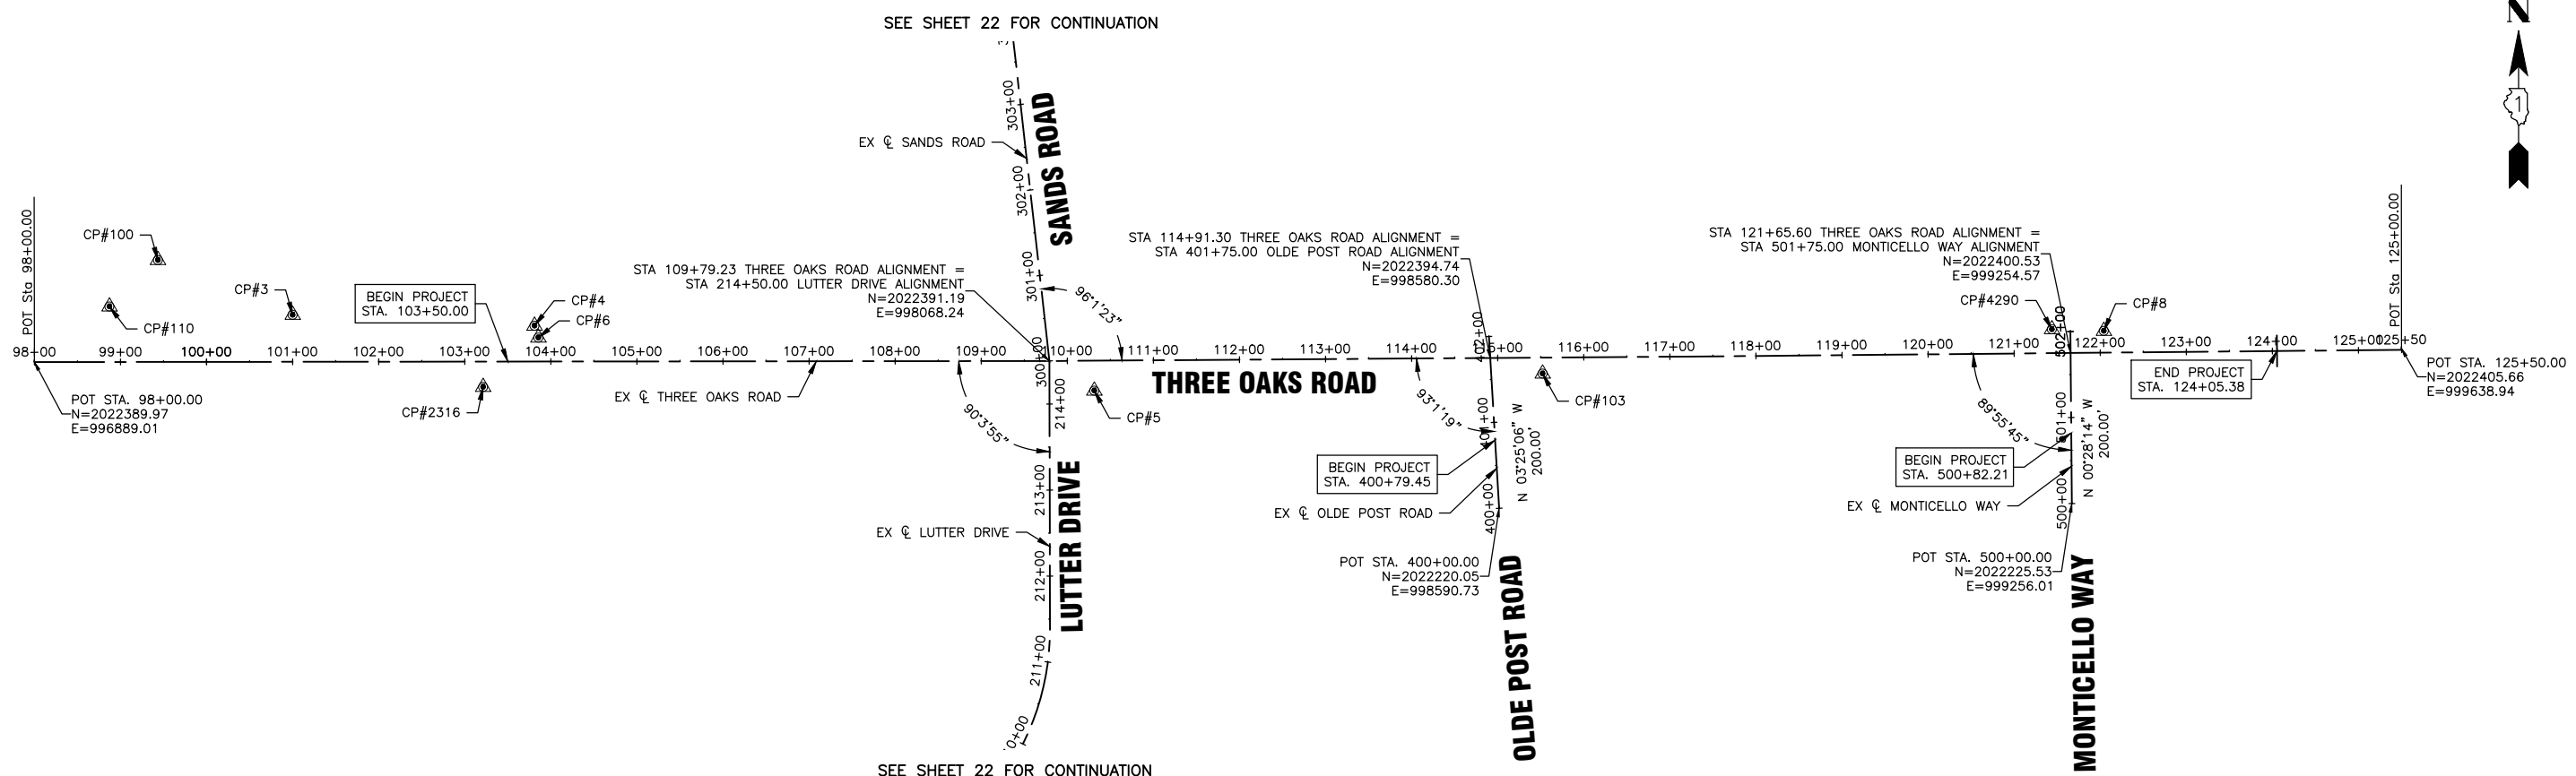 SEE SHEET 22 FOR CONTINUATION
N
1
303+00
SANDS ROAD
EX ℄ SANDS ROAD
302+00
301+00
96°1'23"
POT Sta 98+00.00
CP#100
CP#110
CP#3
BEGIN PROJECT
STA. 103+50.00
CP#4
CP#6
CP#2316
STA 109+79.23 THREE OAKS ROAD ALIGNMENT =
STA 214+50.00 LUTTER DRIVE ALIGNMENT
N=2022391.19
E=998068.24
STA 114+91.30 THREE OAKS ROAD ALIGNMENT =
STA 401+75.00 OLDE POST ROAD ALIGNMENT
N=2022394.74
E=998580.30
STA 121+65.60 THREE OAKS ROAD ALIGNMENT =
STA 501+75.00 MONTICELLO WAY ALIGNMENT
N=2022400.53
E=999254.57
CP#4290
CP#8
POT Sta 125+00.00
98+00 99+00 100+00 101+00 102+00 103+00 104+00 105+00 106+00 107+00 108+00 109+00 110+00 111+00 112+00 113+00 114+00 115+00 116+00 117+00 118+00 119+00 120+00 121+00 122+00 123+00 124+00 125+00 125+50
300+00
402+00
502+00
POT STA. 98+00.00
N=2022389.97
E=996889.01
EX ℄ THREE OAKS ROAD
THREE OAKS ROAD
CP#5
CP#103
END PROJECT
STA. 124+05.38
POT STA. 125+50.00
N=2022405.66
E=999638.94
90°3'55"
214+00
213+00
212+00
211+00
LUTTER DRIVE
EX ℄ LUTTER DRIVE
93°1'19"
401+00
400+00
N 03°25'06" W
200.00'
BEGIN PROJECT
STA. 400+79.45
EX ℄ OLDE POST ROAD
POT STA. 400+00.00
N=2022220.05
E=998590.73
OLDE POST ROAD
89°55'45"
501+00
500+00
N 00°28'14" W
200.00'
BEGIN PROJECT
STA. 500+82.21
EX ℄ MONTICELLO WAY
POT STA. 500+00.00
N=2022225.53
E=999256.01
MONTICELLO WAY
0+00
SEE SHEET 22 FOR CONTINUATION